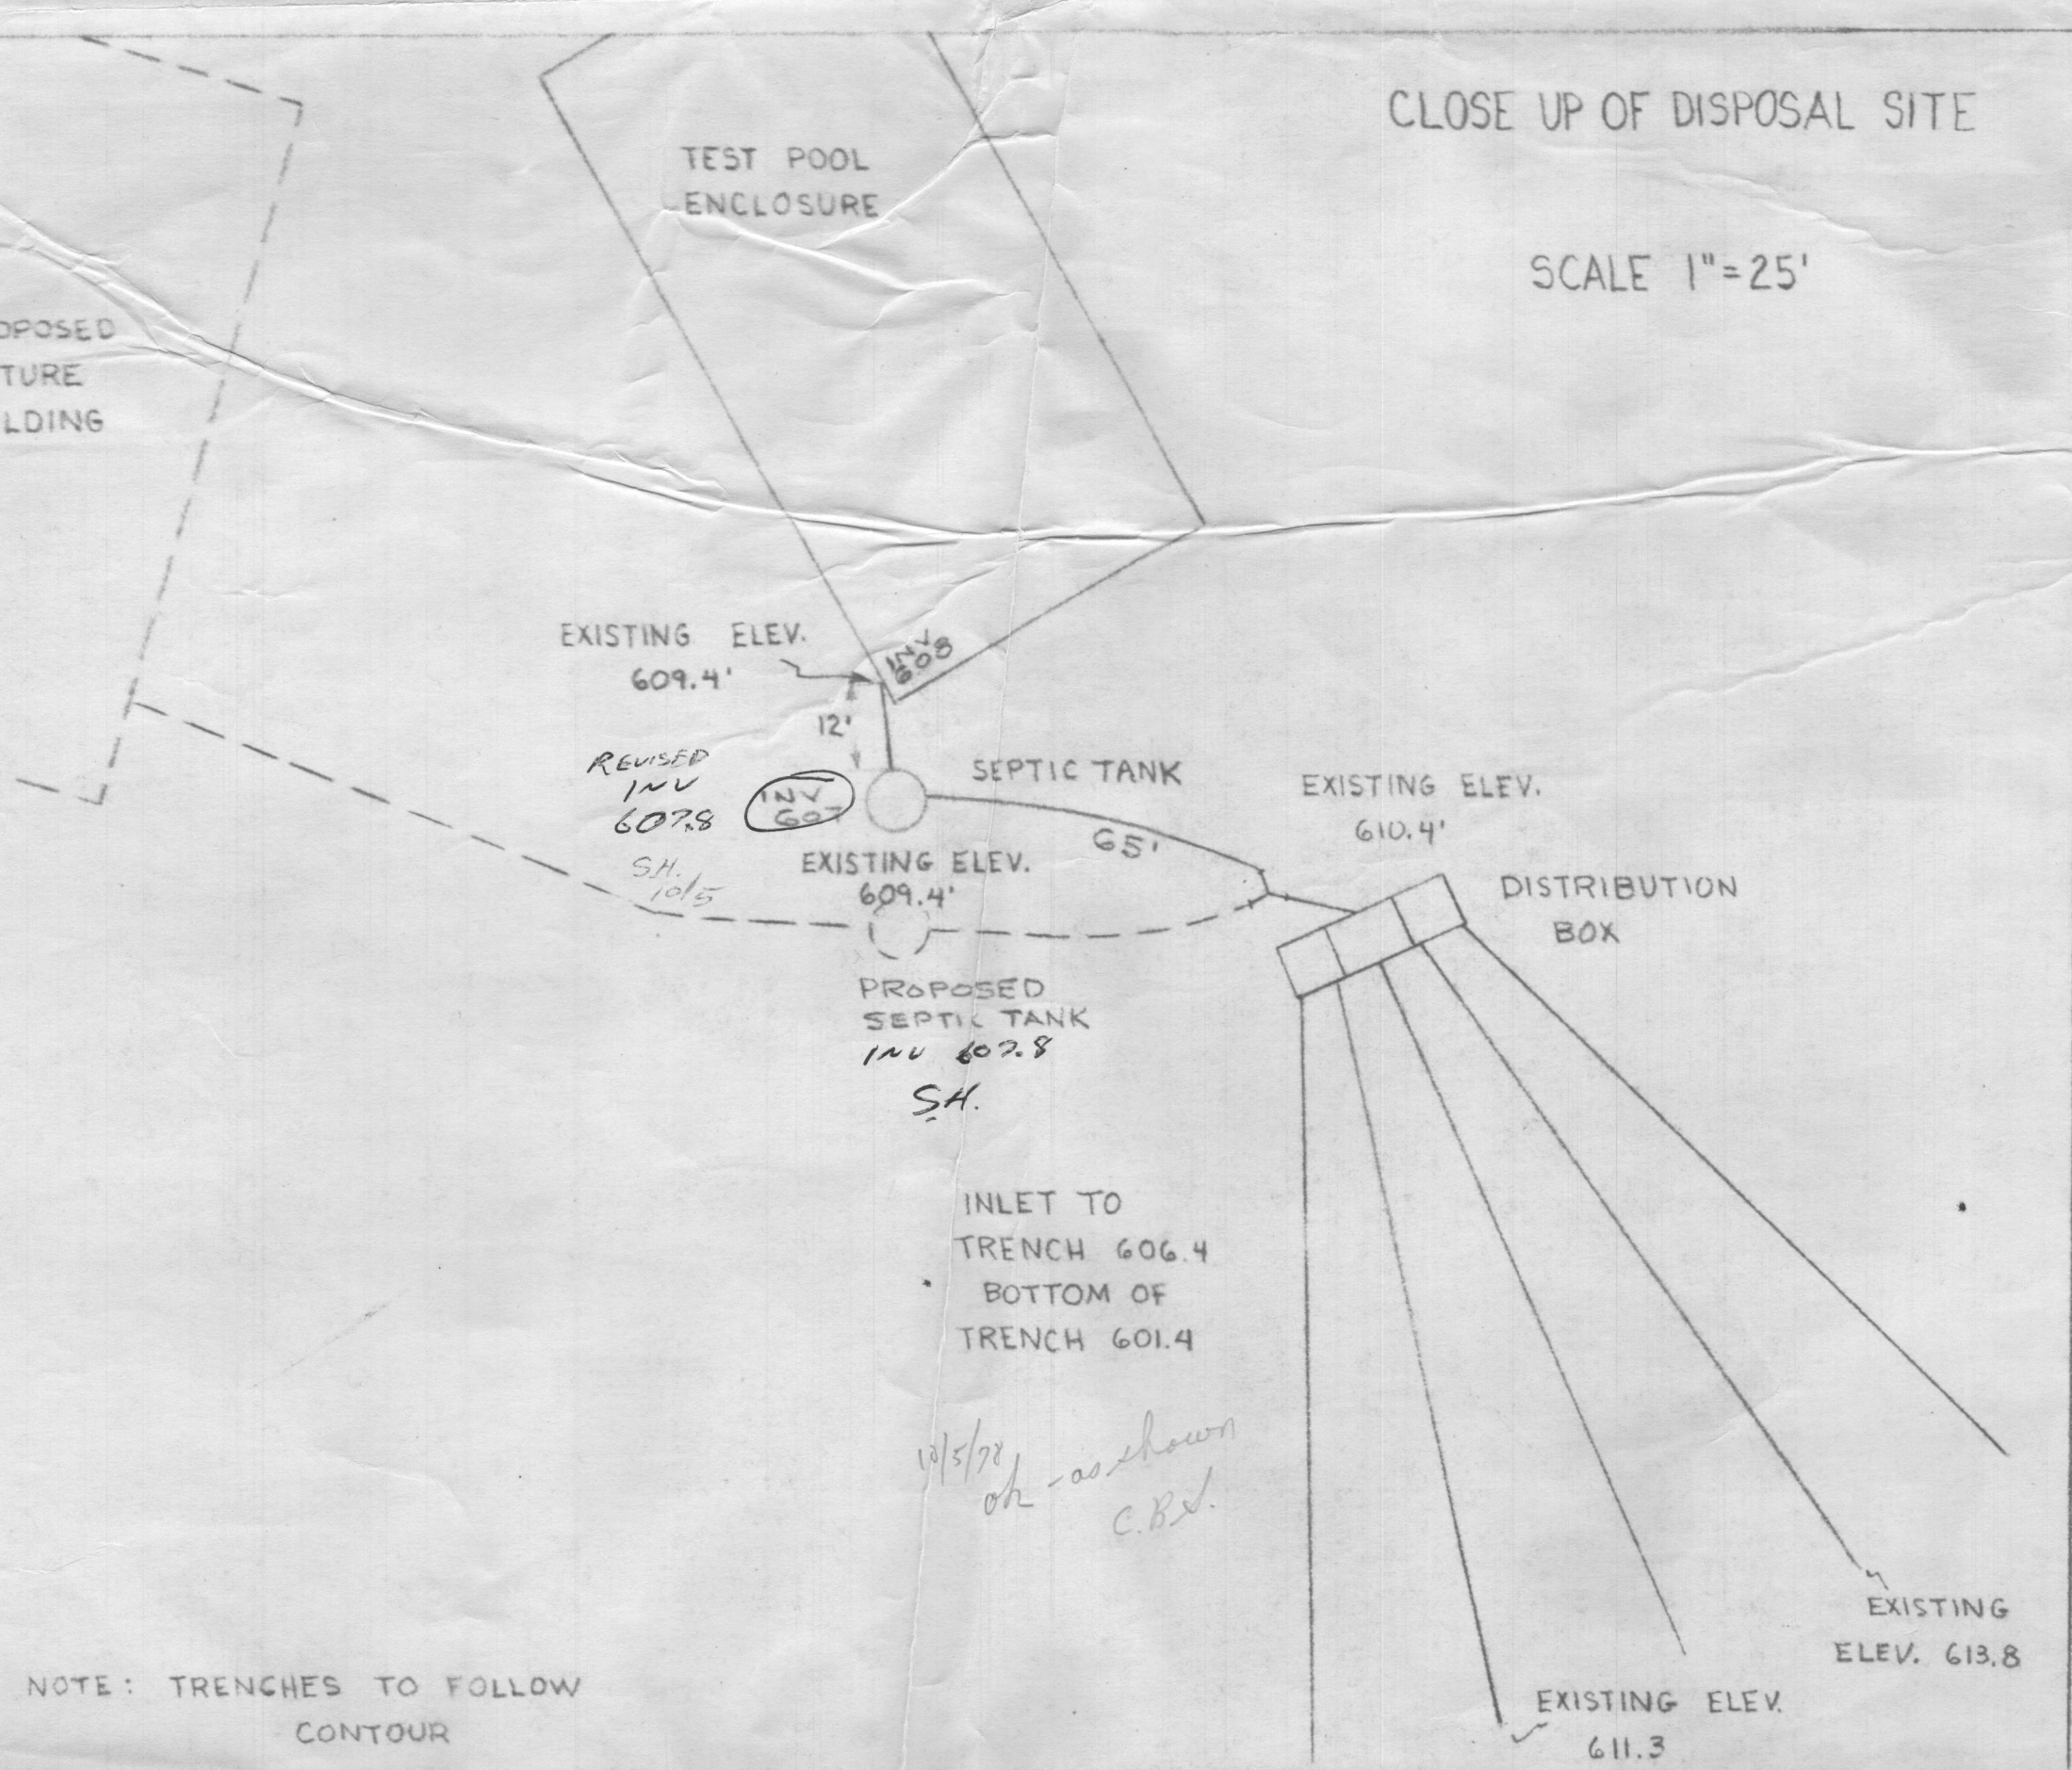 CLOSE UP OF DISPOSAL SITE
SCALE 1"=25'
TEST POOL
ENCLOSURE
OPOSED
TURE
LDING
EXISTING ELEV.
609.4'
INV
608
12'
REVISED
INV
607.8
S.H.
10/5
INV
607
SEPTIC TANK
65'
EXISTING ELEV.
609.4'
EXISTING ELEV.
610.4'
DISTRIBUTION
BOX
PROPOSED
SEPTIC TANK
INV 607.8
S.H.
INLET TO
TRENCH 606.4
BOTTOM OF
TRENCH 601.4
10/5/78
ok - as shown
C.B.S.
EXISTING
ELEV. 613.8
EXISTING ELEV.
611.3
NOTE: TRENCHES TO FOLLOW
CONTOUR